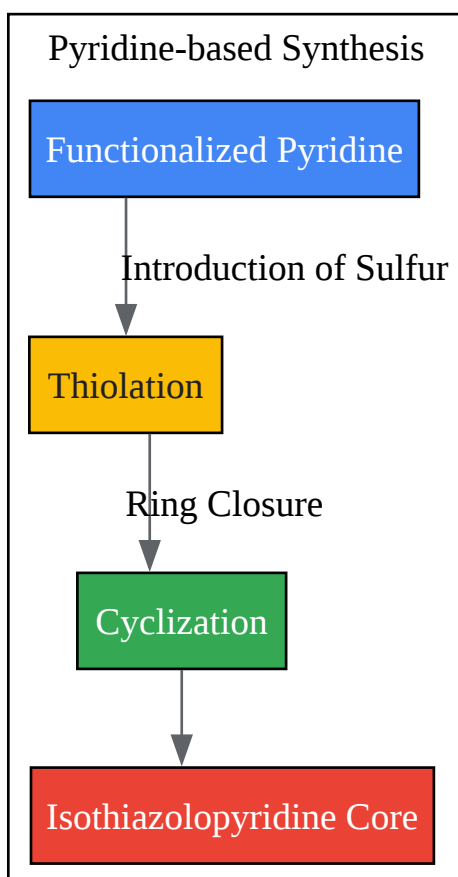 Pyridine-based Synthesis
Functionalized Pyridine
Introduction of Sulfur
Thiolation
Ring Closure
Cyclization
Isothiazolopyridine Core